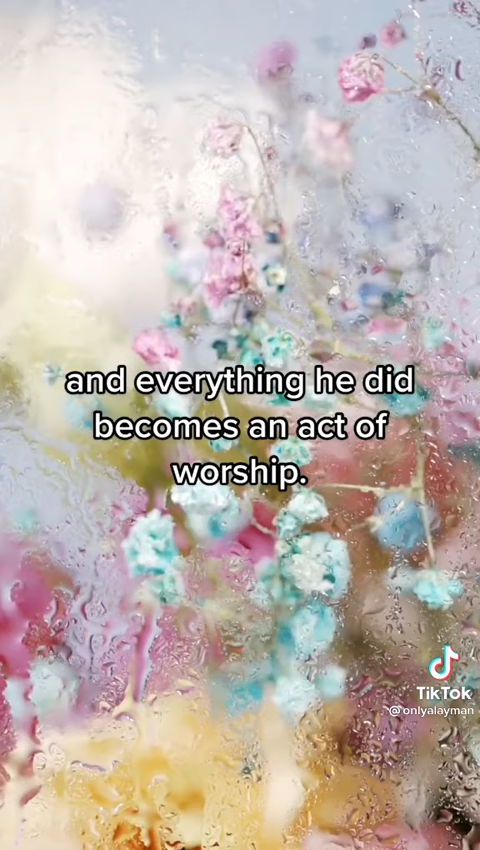 and everything he did
becomes an act of
worship.
TikTok
@onlyalayman